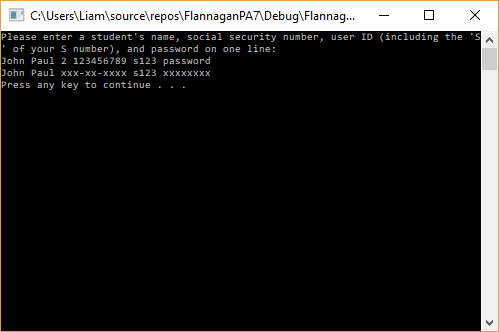 C:\Users\Liam\source\repos\FlannaganPA7\Debug\Flannag...
Please enter a student's name, social security number, user ID (including the 'S
' of your S number), and password on one line:
John Paul 2 123456789 s123 password
John Paul xxx-xx-xxxx s123 xxxxxxxx
Press any key to continue . . .